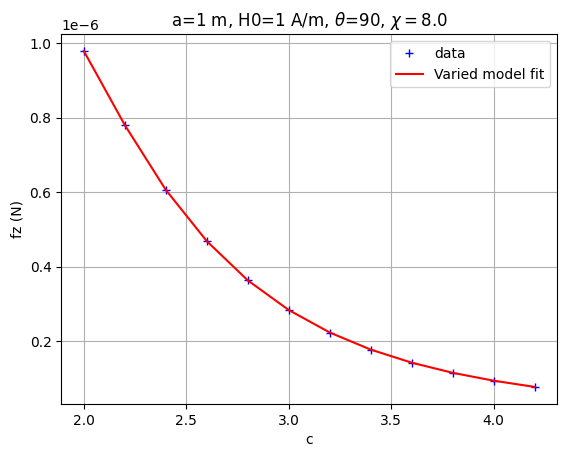 a=1 m, H0=1 A/m, θ=90, χ = 8.0
1e−6
data
Varied model fit
1.0
0.8
0.6
0.4
0.2
fz (N)
2.0 2.5 3.0 3.5 4.0
c